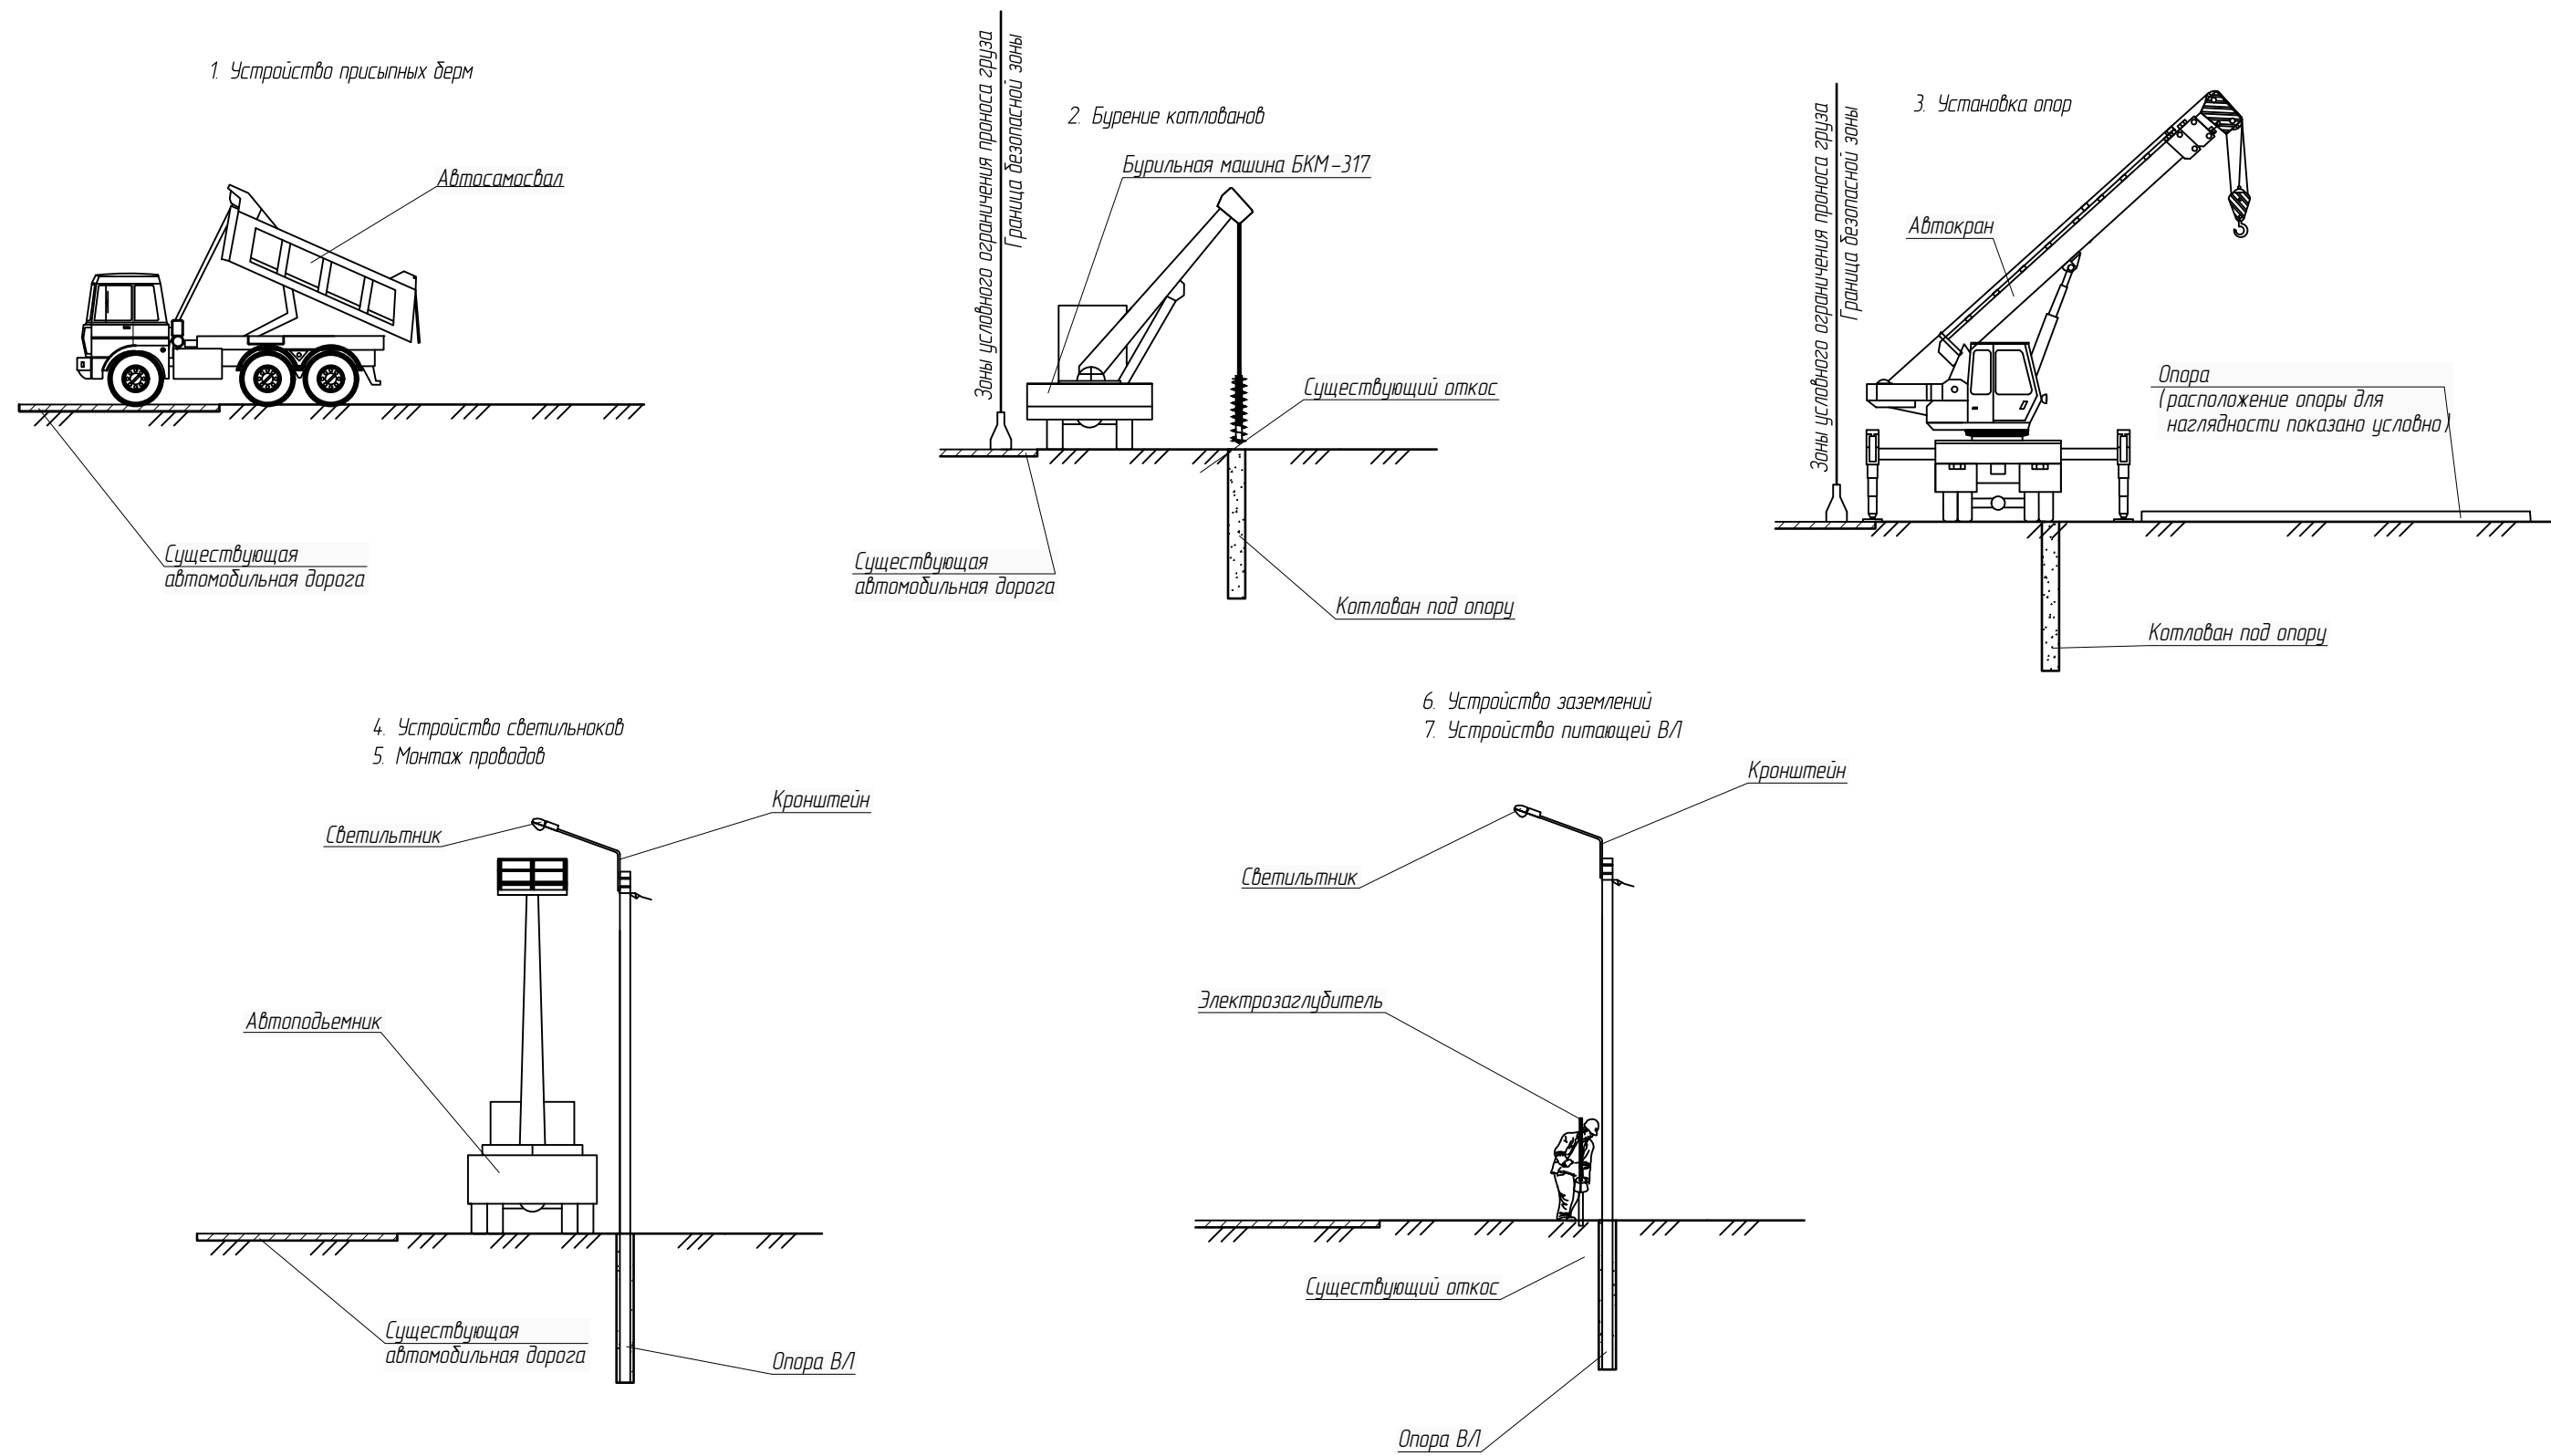 1. Устройство присыпных берм
Автосамосвал
Существующая
автомобильная дорога
Зоны условного ограничения проноса груза
Граница безопасной зоны
2. Бурение котлованов
Бурильная машина БКМ-317
Существующий откос
Существующая
автомобильная дорога
Котлован под опору
Зоны условного ограничения проноса груза
Граница безопасной зоны
3. Установка опор
Автокран
Опора
(расположение опоры для
наглядности показано условно)
Котлован под опору
4. Устройство светильноков
5. Монтаж проводов
Кронштейн
Светильтник
Автоподьемник
Существующая
автомобильная дорога
Опора ВЛ
6. Устройство заземлений
7. Устройство питающей ВЛ
Кронштейн
Светильтник
Электрозаглубитель
Существующий откос
Опора ВЛ